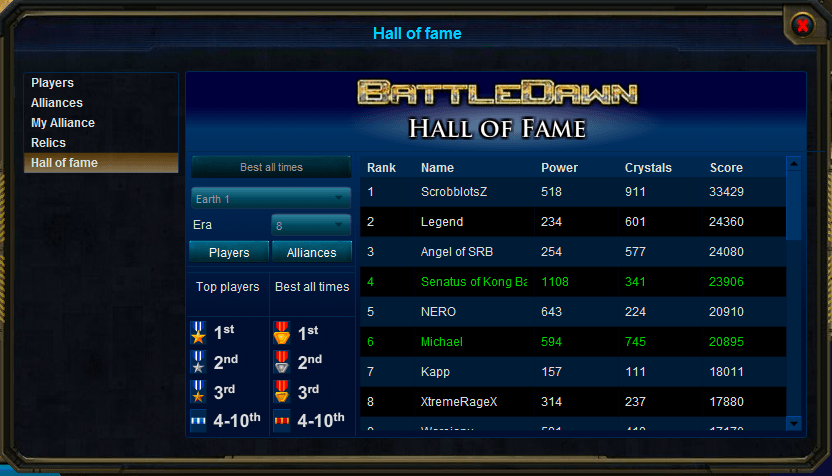 Hall of fame
Players
Alliances
My Alliance
Relics
Hall of fame
BATTLEDAWN
HALL OF FAME
Best all times
Earth 1
Era 8
Players Alliances
Top players Best all times
1st 1st
2nd 2nd
3rd 3rd
4-10th 4-10th
Rank Name Power Crystals Score
1 ScrobblotsZ 518 911 33429
2 Legend 234 601 24360
3 Angel of SRB 254 577 24080
4 Senatus of Kong Ba 1108 341 23906
5 NERO 643 224 20910
6 Michael 594 745 20895
7 Kapp 157 111 18011
8 XtremeRageX 314 237 17880